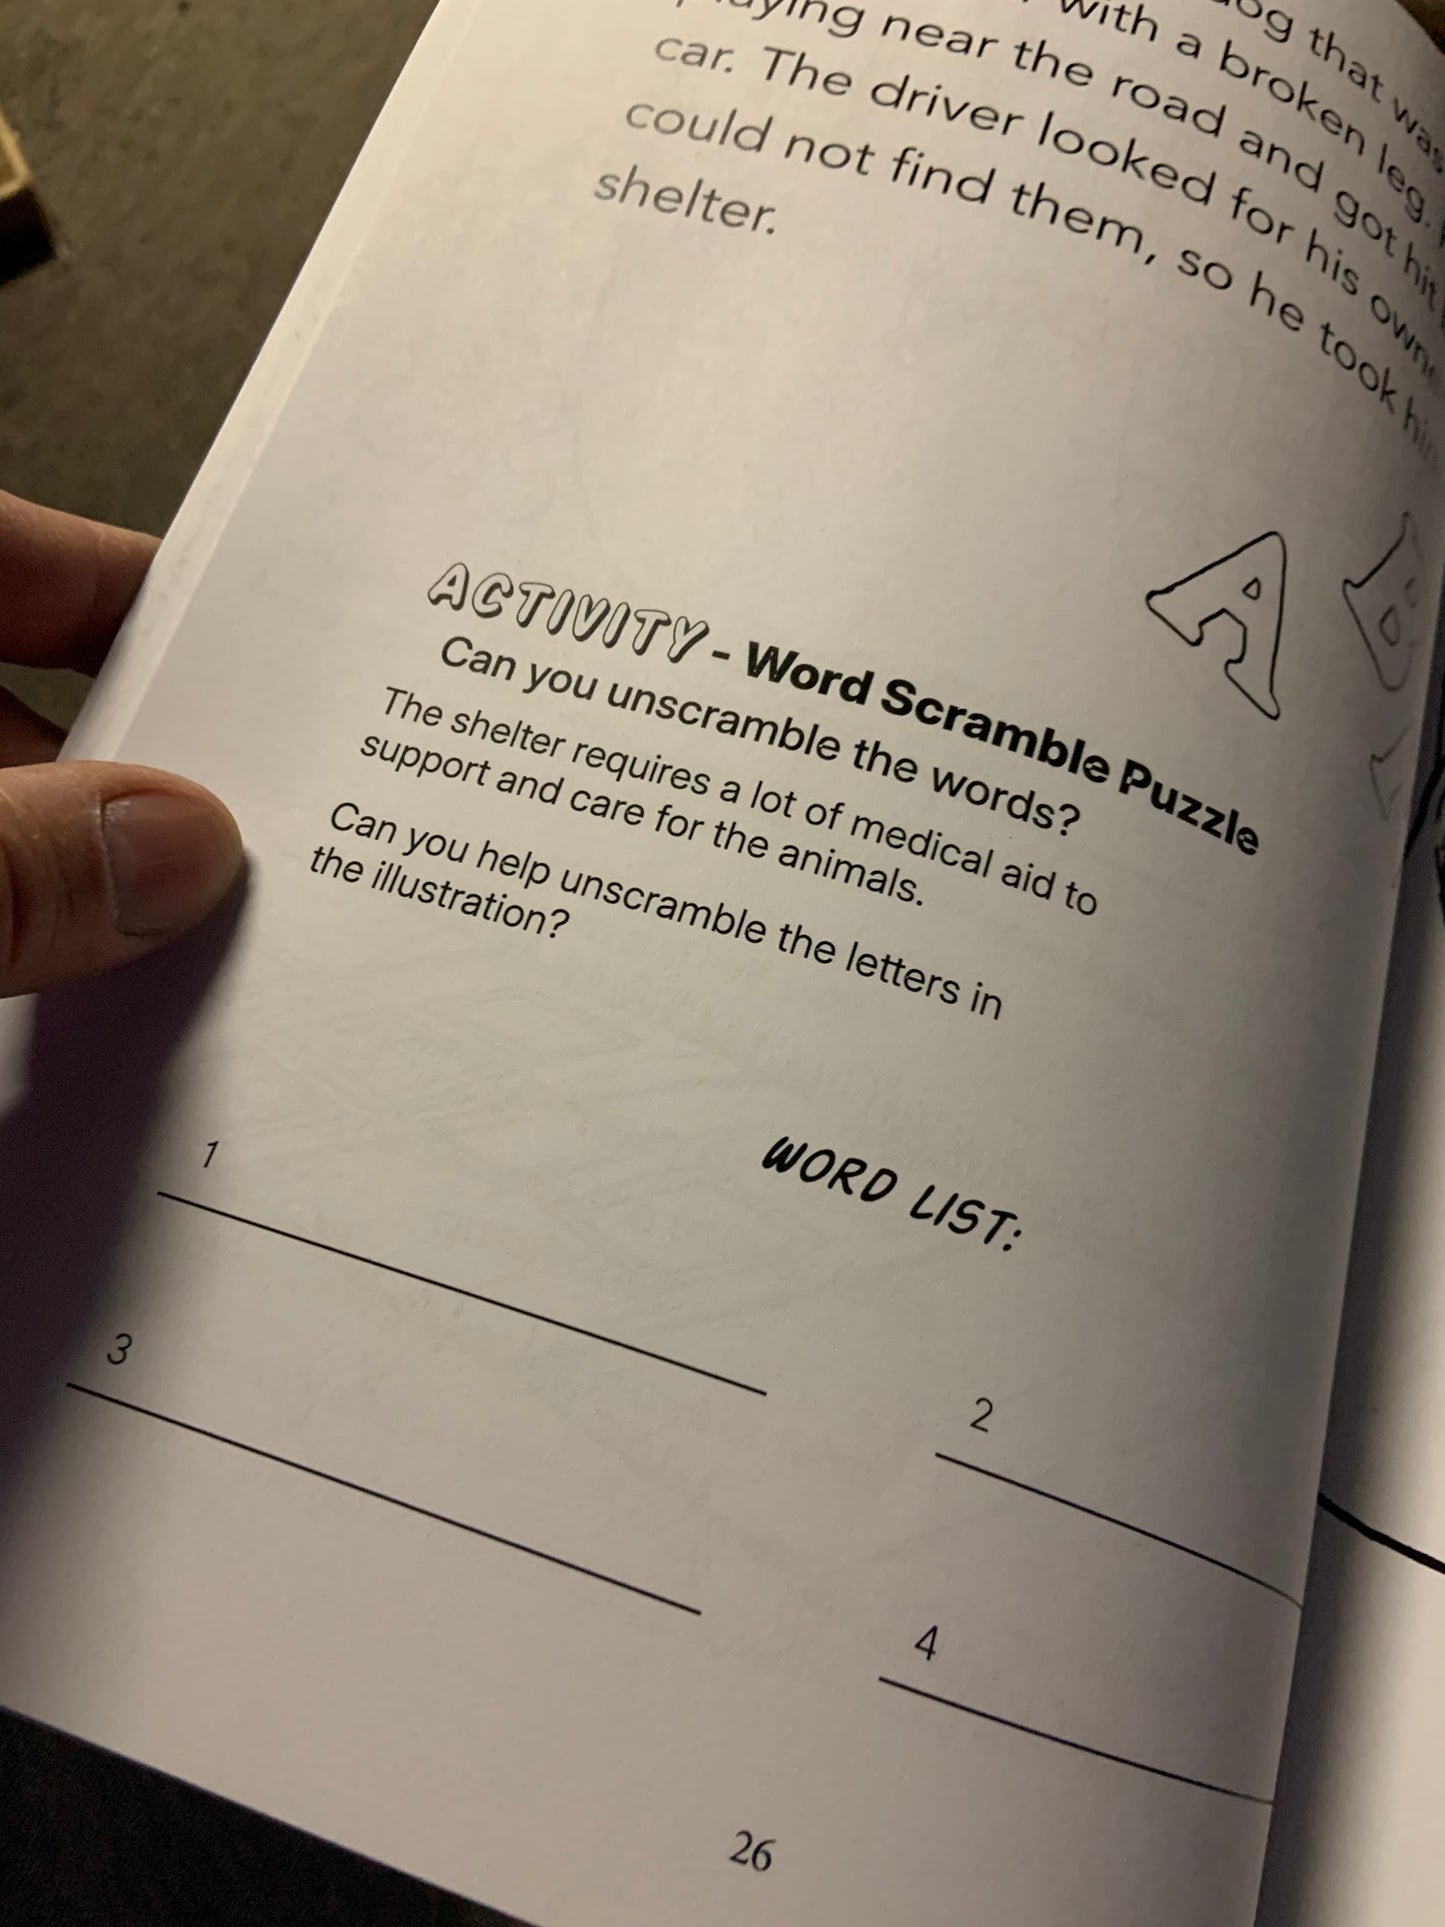 dog that was
with a broken leg.
near the road and got hit
car. The driver looked for his
could not find them, so he took
shelter.
A B
ACTIVITY - Word Scramble Puzzle
Can you unscramble the words?
The shelter requires a lot of medical aid to
support and care for the animals.
Can you help unscramble the letters in
the illustration?
WORD LIST:
1
2
3
4
26